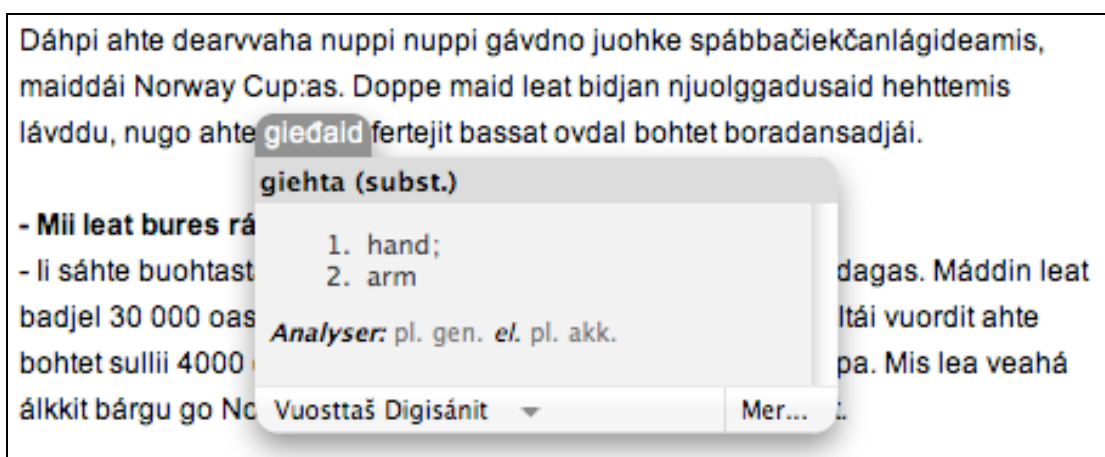 Dáhpi ahte dearvvaha nuppi nuppi gávdno juohke spábbačiekčanlágideamis,
maiddái Norway Cup:as. Doppe maid leat bidjan njuolggadusaid hehttemis
lávddu, nugo ahte gieđaid fertejit bassat ovdal bohtet boradansadjái.
giehta (subst.)
1. hand;
2. arm
Analyser: pl. gen. el. pl. akk.
Vuosttaš Digisánit Mer...
- Mii leat bures rá
- Ii sáhte buohtast dagas. Máddin leat
badjel 30 000 oas ltái vuordit ahte
bohtet sullii 4000 pa. Mis lea veahá
álkkit bárgu go No t.